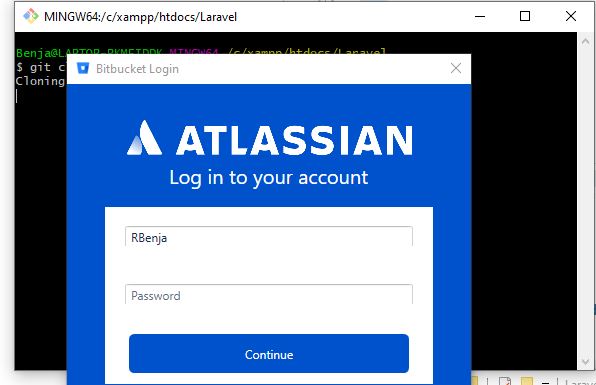 MINGW64:/c/xampp/htdocs/Laravel
Benja@LAPTOP-PKMFIDDK MINGW64 /c/xampp/htdocs/Laravel
$ git c
Cloning
Bitbucket Login
ATLASSIAN
Log in to your account
RBenja
Password
Continue